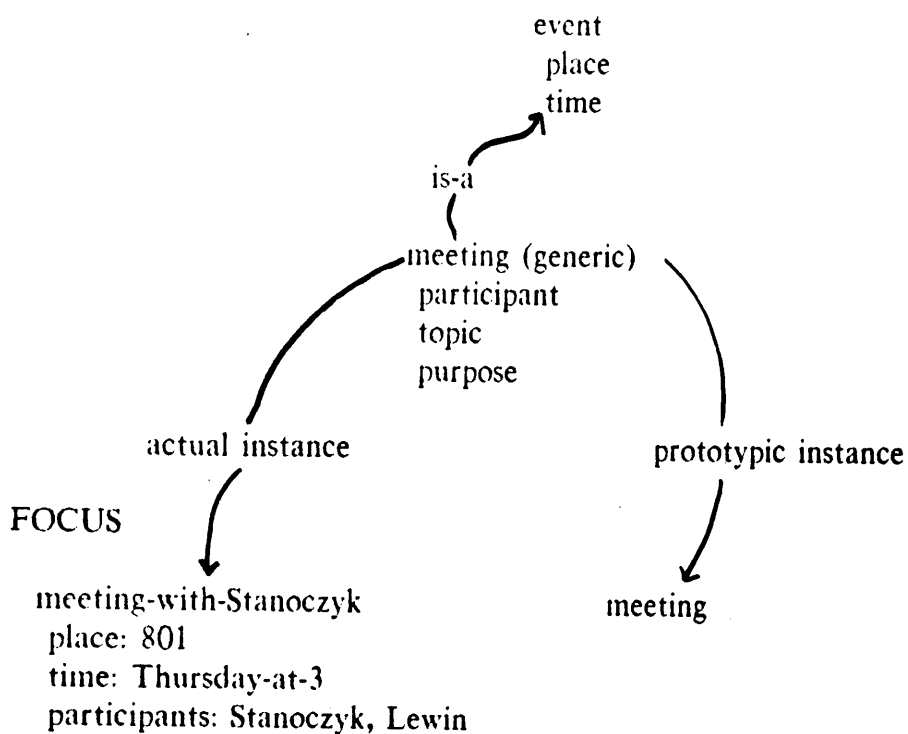 event
place
time
is-a
meeting (generic)
participant
topic
purpose
actual instance
prototypic instance
FOCUS
meeting-with-Stanoczyk
place: 801
time: Thursday-at-3
participants: Stanoczyk, Lewin
meeting